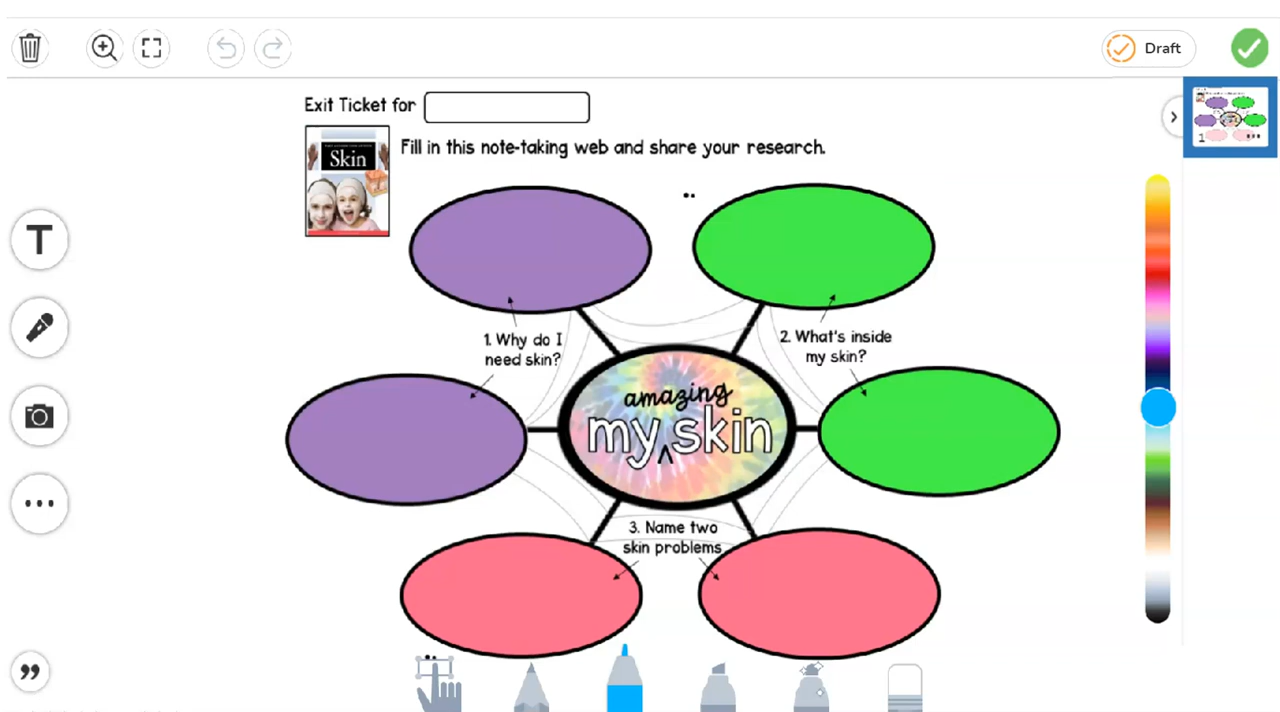 Draft
Exit Ticket for
Skin
Fill in this note-taking web and share your research.
1. Why do I
need skin?
2. What's inside
my skin?
amazing
my ^ skin
3. Name two
skin problems
T
1